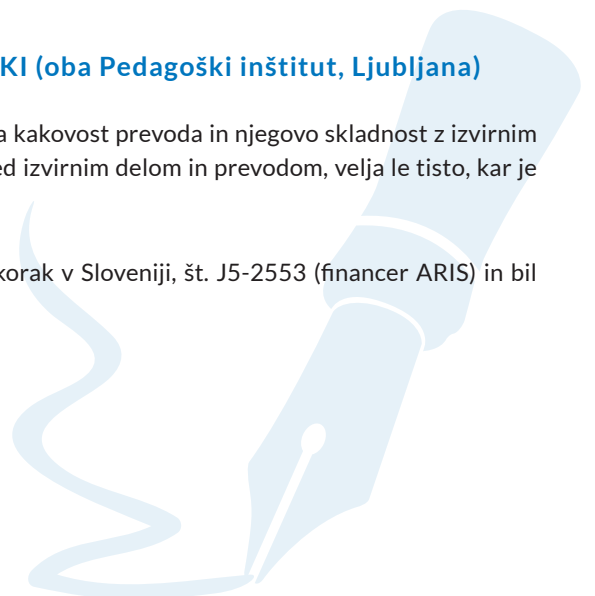 KI (oba Pedagoški inštitut, Ljubljana)
a kakovost prevoda in njegovo skladnost z izvirnim
ed izvirnim delom in prevodom, velja le tisto, kar je
korak v Sloveniji, št. J5-2553 (financer ARIS) in bil